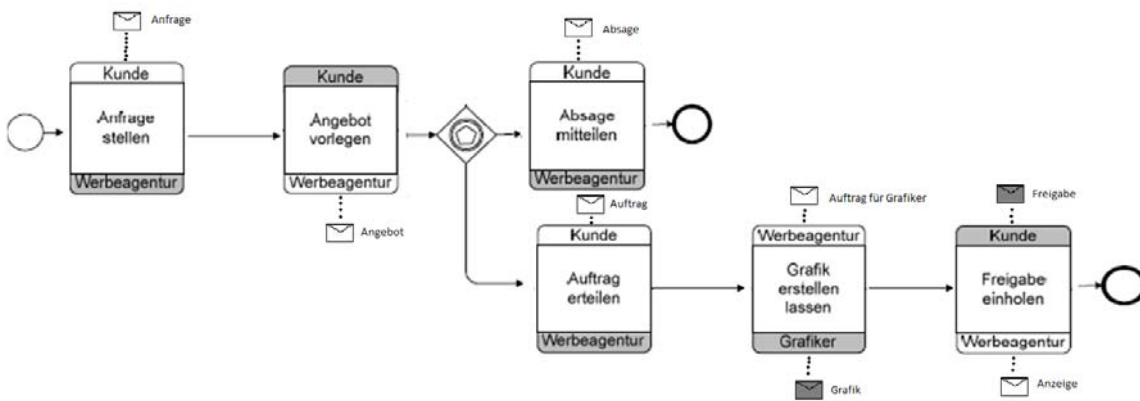 Anfrage
Kunde
Anfrage
stellen
Werbeagentur
Kunde
Angebot
vorlegen
Werbeagentur
Angebot
Absage
Kunde
Absage
mitteilen
Werbeagentur
Auftrag
Kunde
Auftrag
erteilen
Werbeagentur
Auftrag für Grafiker
Werbeagentur
Grafik
erstellen
lassen
Grafiker
Grafik
Freigabe
Kunde
Freigabe
einholen
Werbeagentur
Anzeige